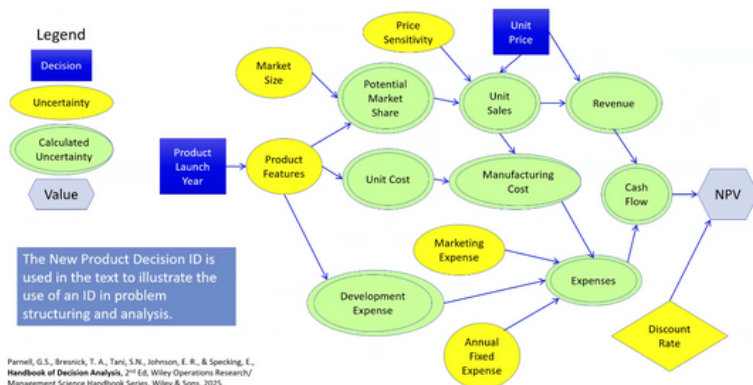 Legend
Decision
Uncertainty
Calculated
Uncertainty
Value
Price
Sensitivity
Unit
Price
Market
Size
Potential
Market
Share
Unit
Sales
Revenue
Product
Launch
Year
Product
Features
Unit Cost
Manufacturing
Cost
Cash
Flow
NPV
Marketing
Expense
Development
Expense
Expenses
Annual
Fixed
Expense
Discount
Rate
The New Product Decision ID is
used in the text to illustrate the
use of an ID in problem
structuring and analysis.
Parnell, G.S., Bresnick, T. A., Tani, S.N., Johnson, E. R., & Specking, E.,
Handbook of Decision Analysis, 2nd Ed, Wiley Operations Research/
Management Science Handbook Series, Wiley & Sons, 2025